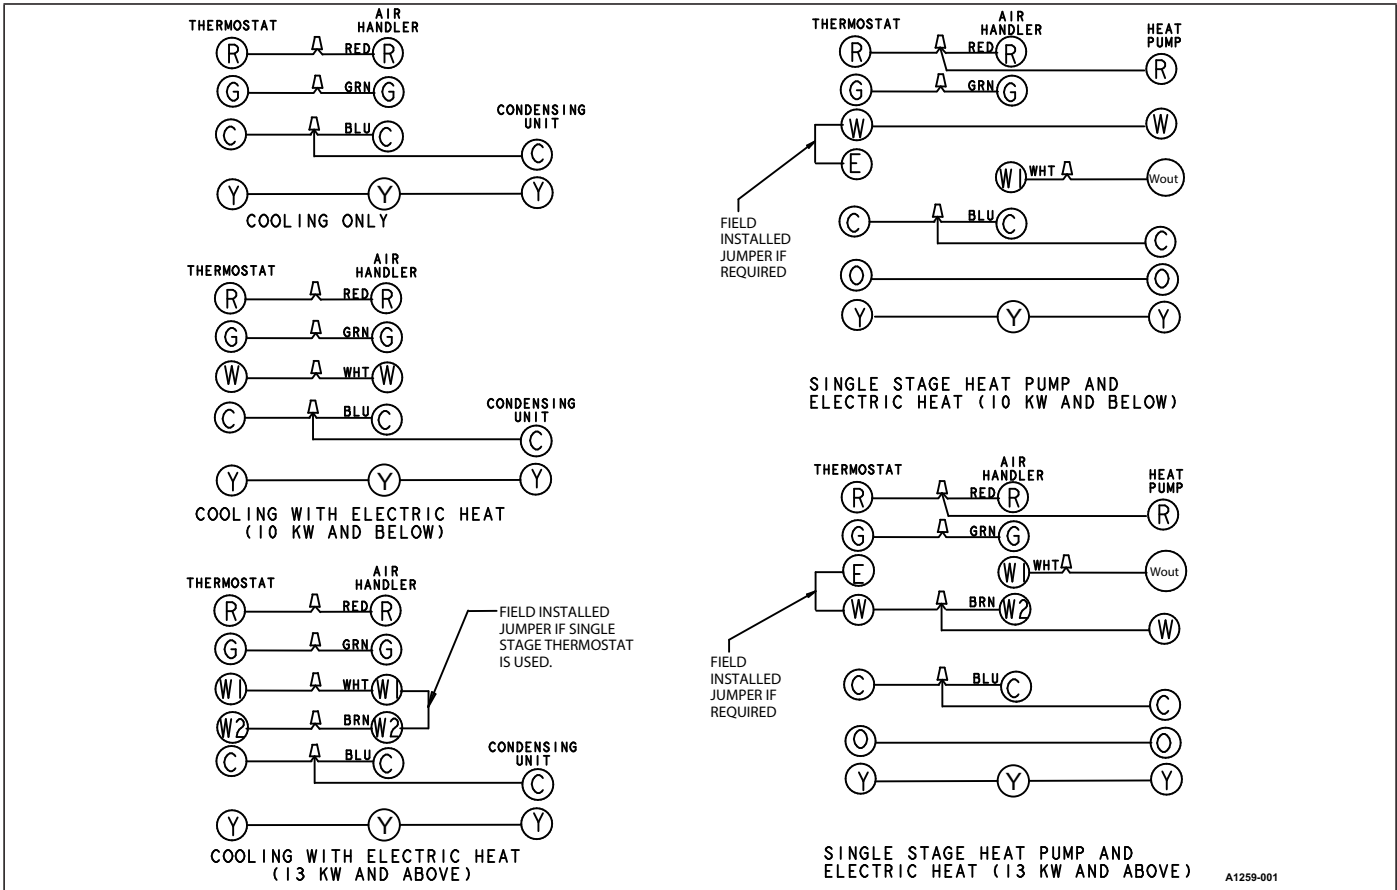 THERMOSTAT
AIR
HANDLER
R RED R
G GRN G
CONDENSING
UNIT
C BLU C
C
Y Y Y
COOLING ONLY
THERMOSTAT
AIR
HANDLER
R RED R
G GRN G
W WHT W
CONDENSING
UNIT
C BLU C
C
Y Y Y
COOLING WITH ELECTRIC HEAT
(10 KW AND BELOW)
THERMOSTAT
AIR
HANDLER
R RED R
G GRN G
W1 WHT W1
W2 BRN W2
FIELD INSTALLED
JUMPER IF SINGLE
STAGE THERMOSTAT
IS USED.
CONDENSING
UNIT
C BLU C
C
Y Y Y
COOLING WITH ELECTRIC HEAT
(13 KW AND ABOVE)
THERMOSTAT
AIR
HANDLER
HEAT
PUMP
R RED R
R
G GRN G
W W
E
W1 WHT Wout
FIELD
INSTALLED
JUMPER IF
REQUIRED
C BLU C
C
O O
Y Y Y
SINGLE STAGE HEAT PUMP AND
ELECTRIC HEAT (10 KW AND BELOW)
THERMOSTAT
AIR
HANDLER
HEAT
PUMP
R RED R
R
G GRN G
E W1 WHT Wout
W BRN W2
W
FIELD
INSTALLED
JUMPER IF
REQUIRED
C BLU C
C
O O
Y Y Y
SINGLE STAGE HEAT PUMP AND
ELECTRIC HEAT (13 KW AND ABOVE)
A1259-001